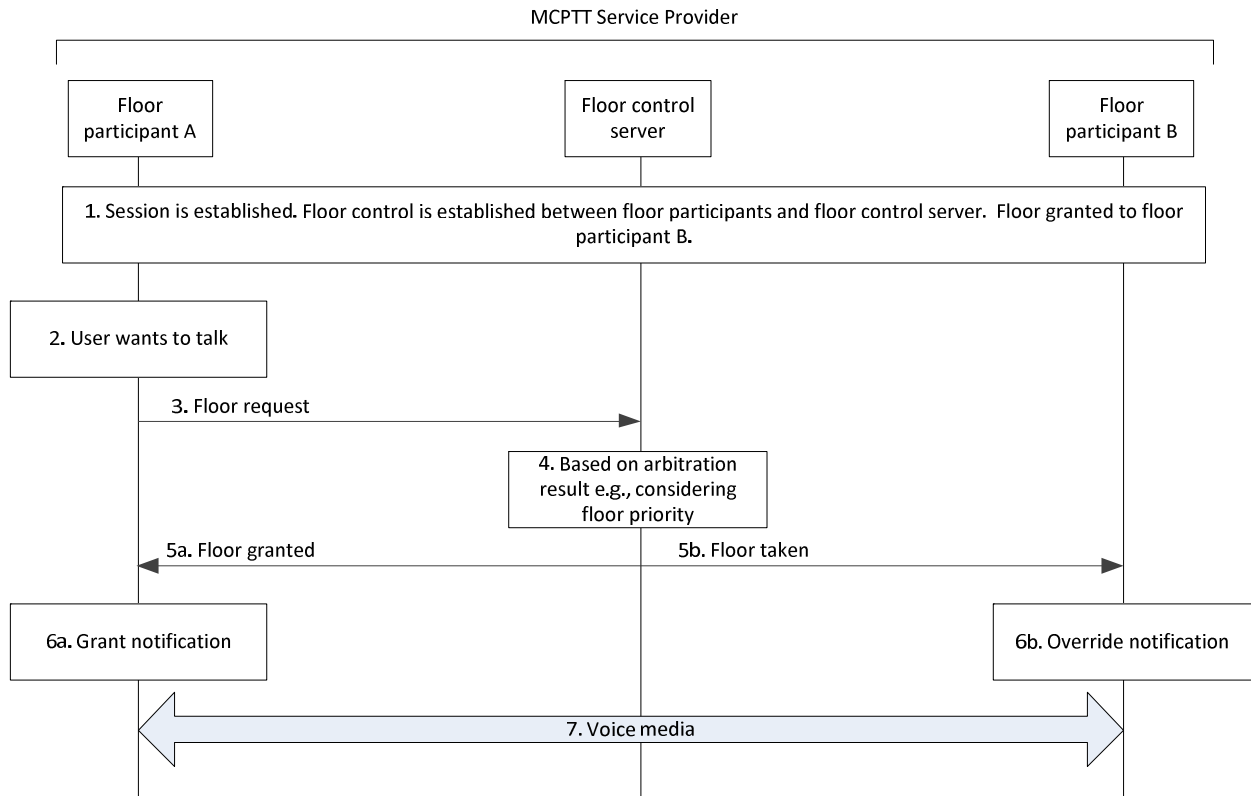 MCPTT Service Provider
Floor
participant A
Floor control
server
Floor
participant B
1. Session is established. Floor control is established between floor participants and floor control server.  Floor granted to floor
participant B.
2. User wants to talk
3. Floor request
4. Based on arbitration
result e.g., considering
floor priority
5a. Floor granted
5b. Floor taken
6a. Grant notification
6b. Override notification
7. Voice media